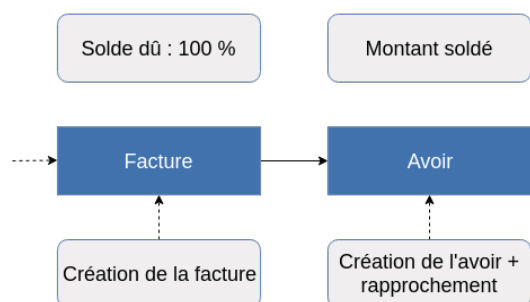 Solde dû : 100 %
Montant soldé
Facture
Avoir
Création de la facture
Création de l'avoir +
rapprochement